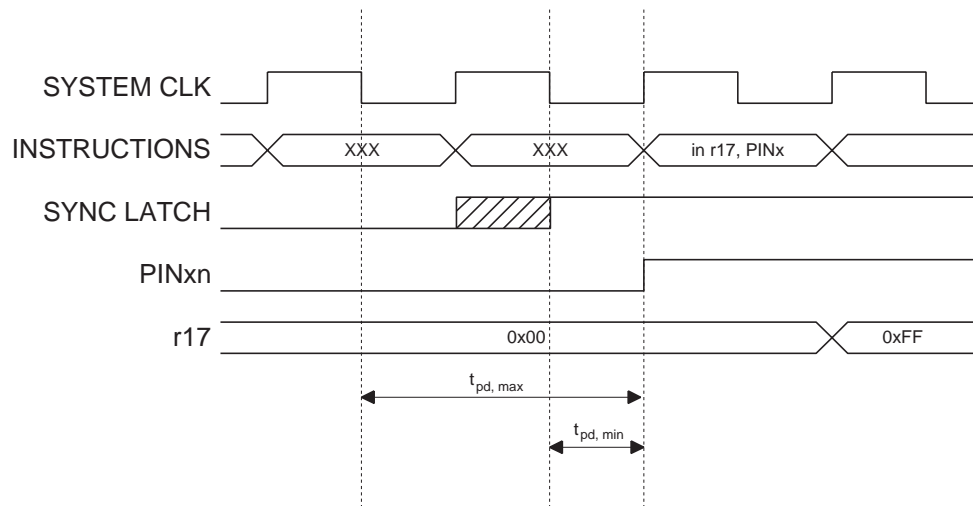 SYSTEM CLK
INSTRUCTIONS XXX XXX in r17, PINx
SYNC LATCH
PINxn
r17 0x00 0xFF
tpd, max
tpd, min